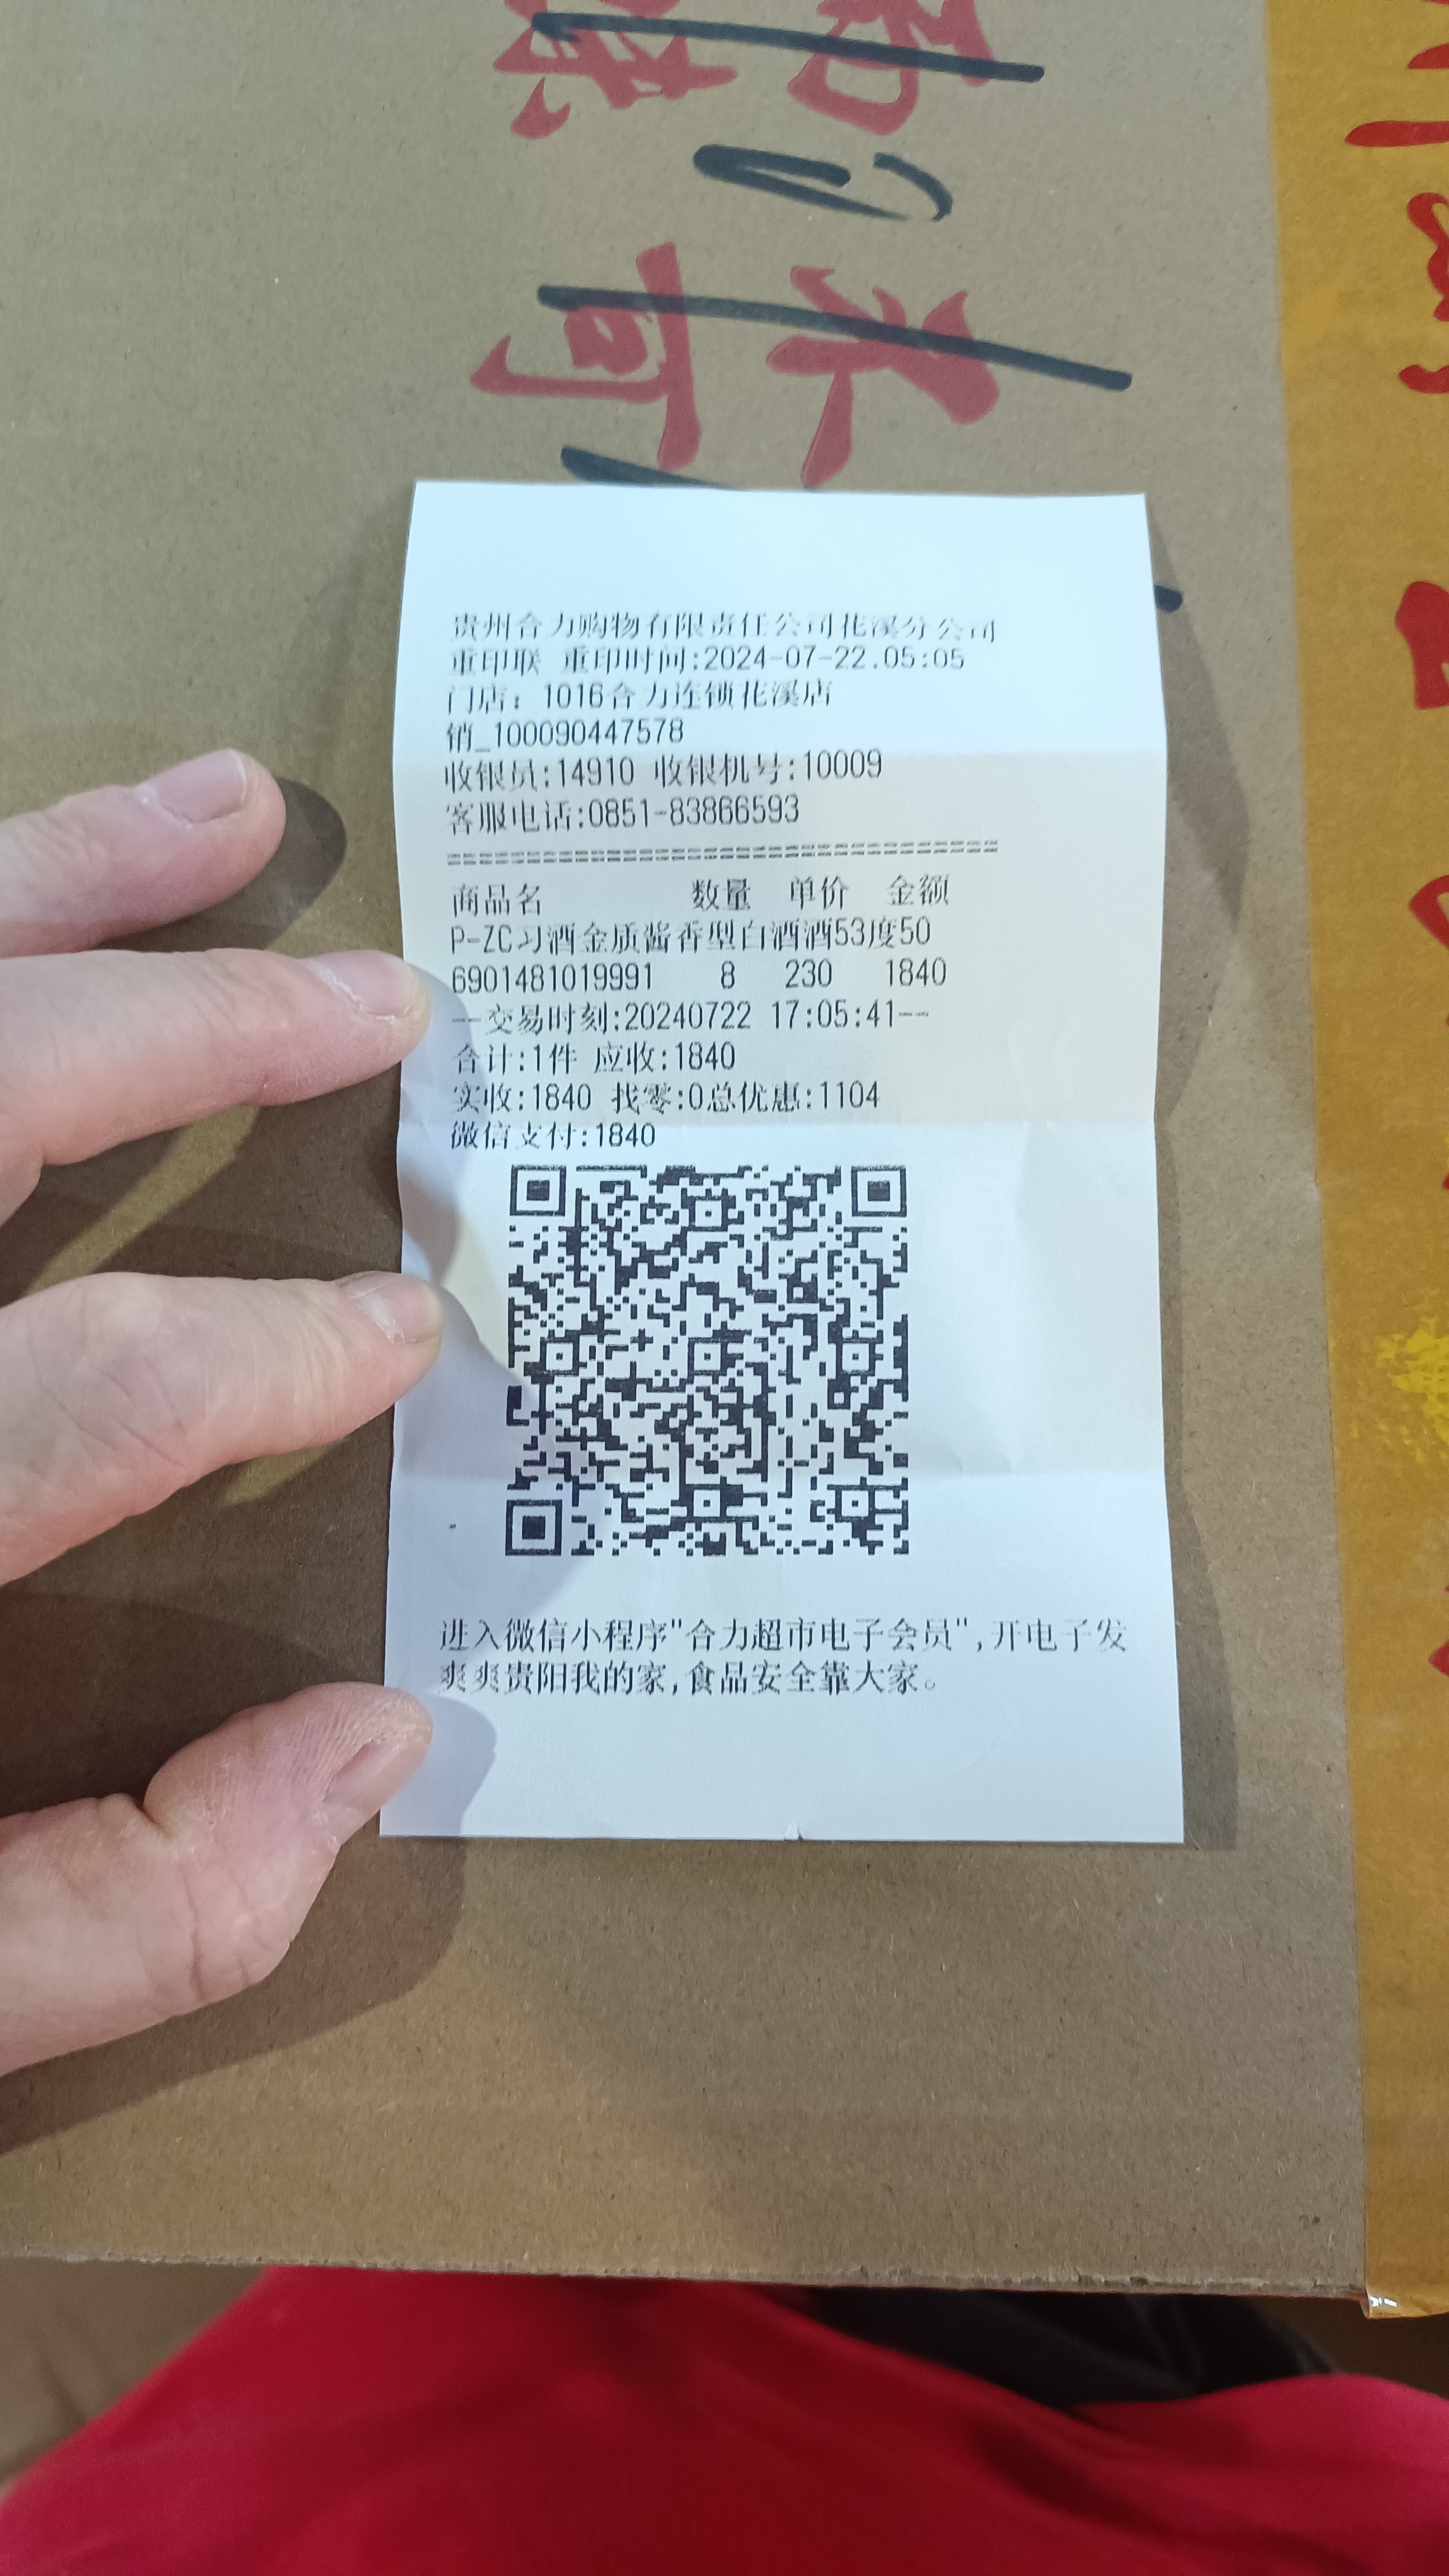 贵州合力购物有限责任公司花溪分公司
重印联 重印时间:2024-07-22.05:05
门店: 1016合力连锁花溪店
销_100090447578
收银员:14910 收银机号:10009
客服电话:0851-83866593
商品名 数量 单价 金额
P-ZC习酒金质酱香型白酒酒53度50
6901481019991 8 230 1840
--交易时刻:20240722 17:05:41--
合计:1件 应收:1840
实收:1840 找零:0总优惠:1104
微信支付:1840
进入微信小程序"合力超市电子会员",开电子发
爽爽贵阳我的家,食品安全靠大家。